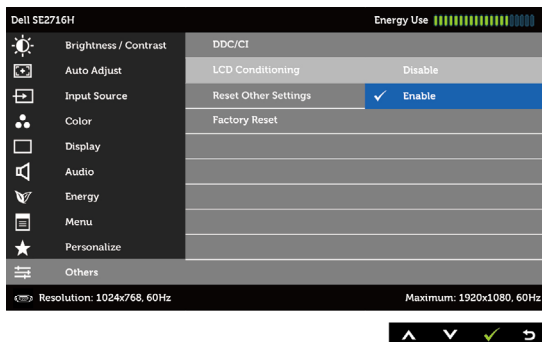 Dell SE2716H Energy Use
Brightness / Contrast DDC/CI
Auto Adjust LCD Conditioning Disable
Input Source Reset Other Settings Enable
Color Factory Reset
Display
Audio
Energy
Menu
Personalize
Others
Resolution: 1024x768, 60Hz Maximum: 1920x1080, 60Hz